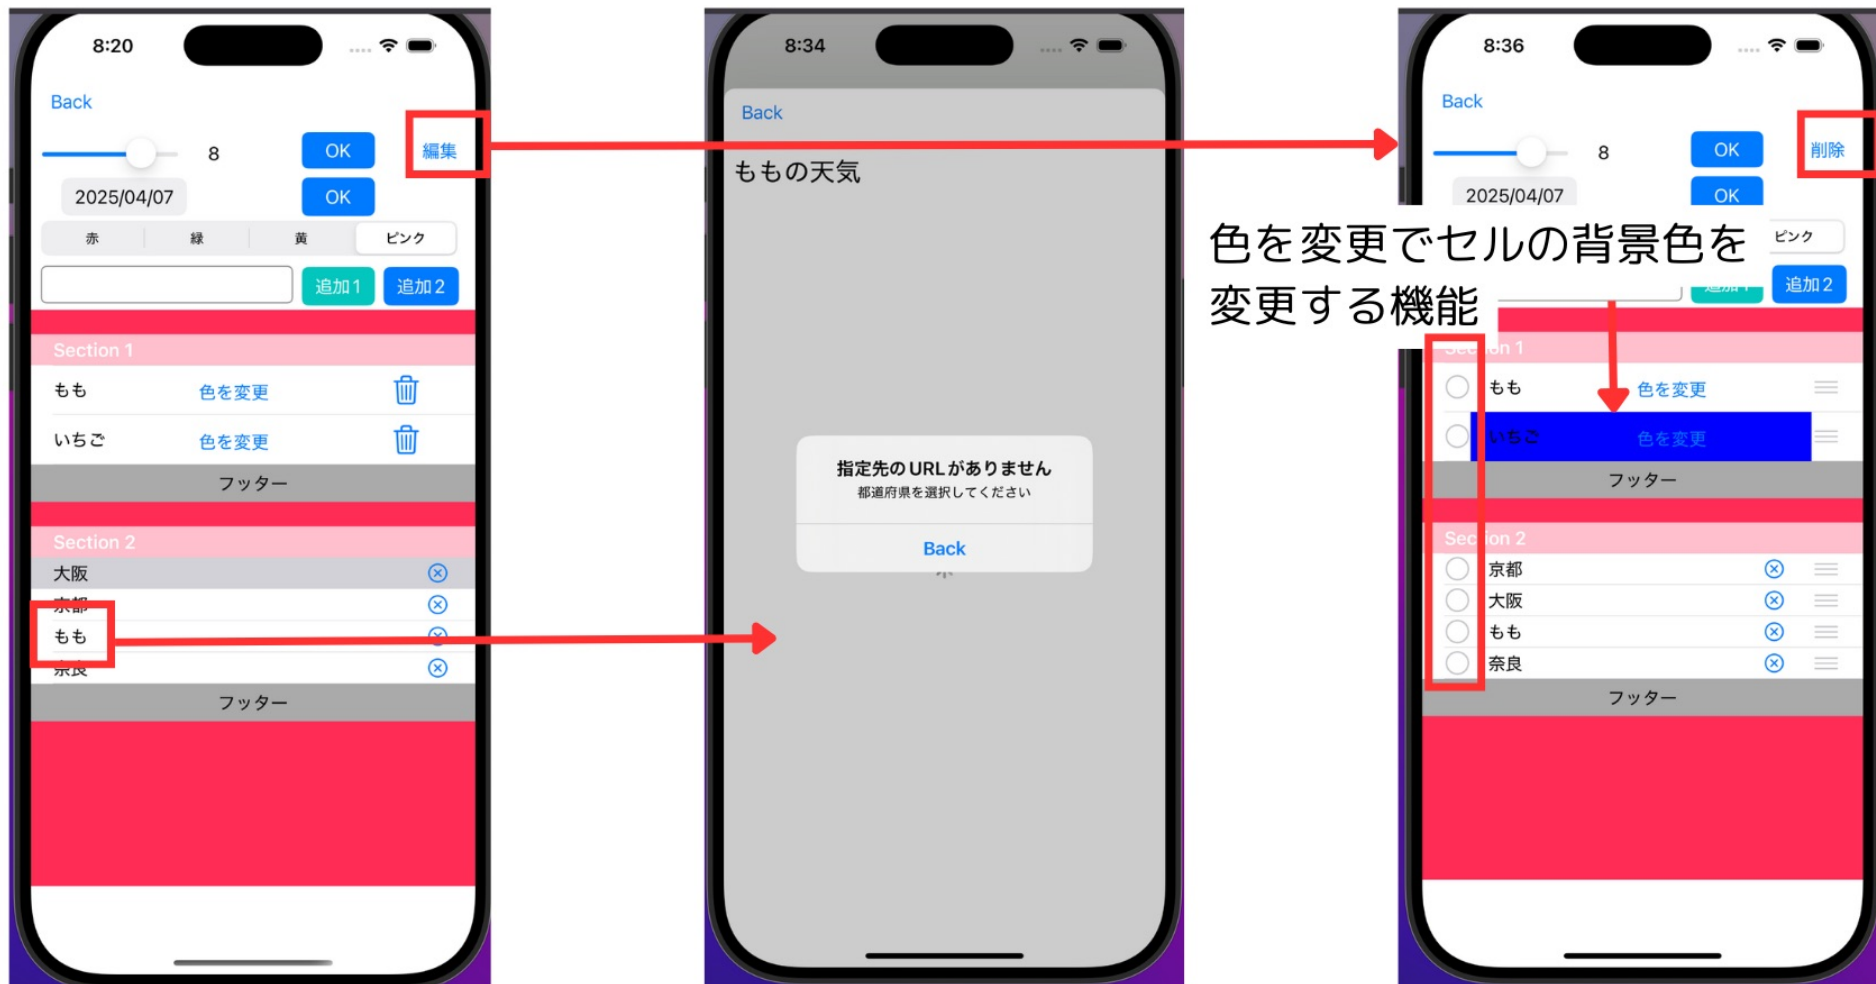 8:20
Back
8
OK
編集
2025/04/07
OK
赤
緑
黄
ピンク
追加1
追加2
Section 1
もも
色を変更
いちご
色を変更
フッター
Section 2
大阪
京都
もも
奈良
フッター
8:34
Back
ももの天気
指定先のURLがありません
都道府県を選択してください
Back
8:36
Back
8
OK
削除
2025/04/07
OK
色を変更でセルの背景色を
変更する機能
ピンク
追加1
追加2
Section 1
もも
色を変更
いちご
色を変更
フッター
Section 2
京都
大阪
もも
奈良
フッター